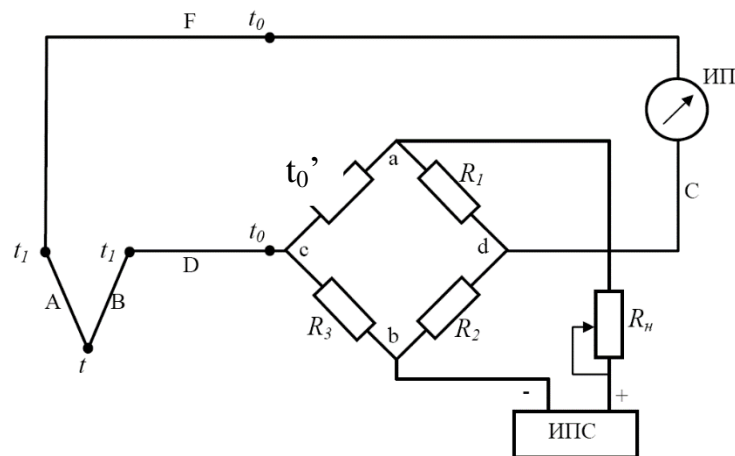 F
t₀
ИП
a
t₀’
R₁
C
t₁
t₁
t₀
c
d
D
A
B
R₃
b
R₂
Rн
t
-
+
ИПС